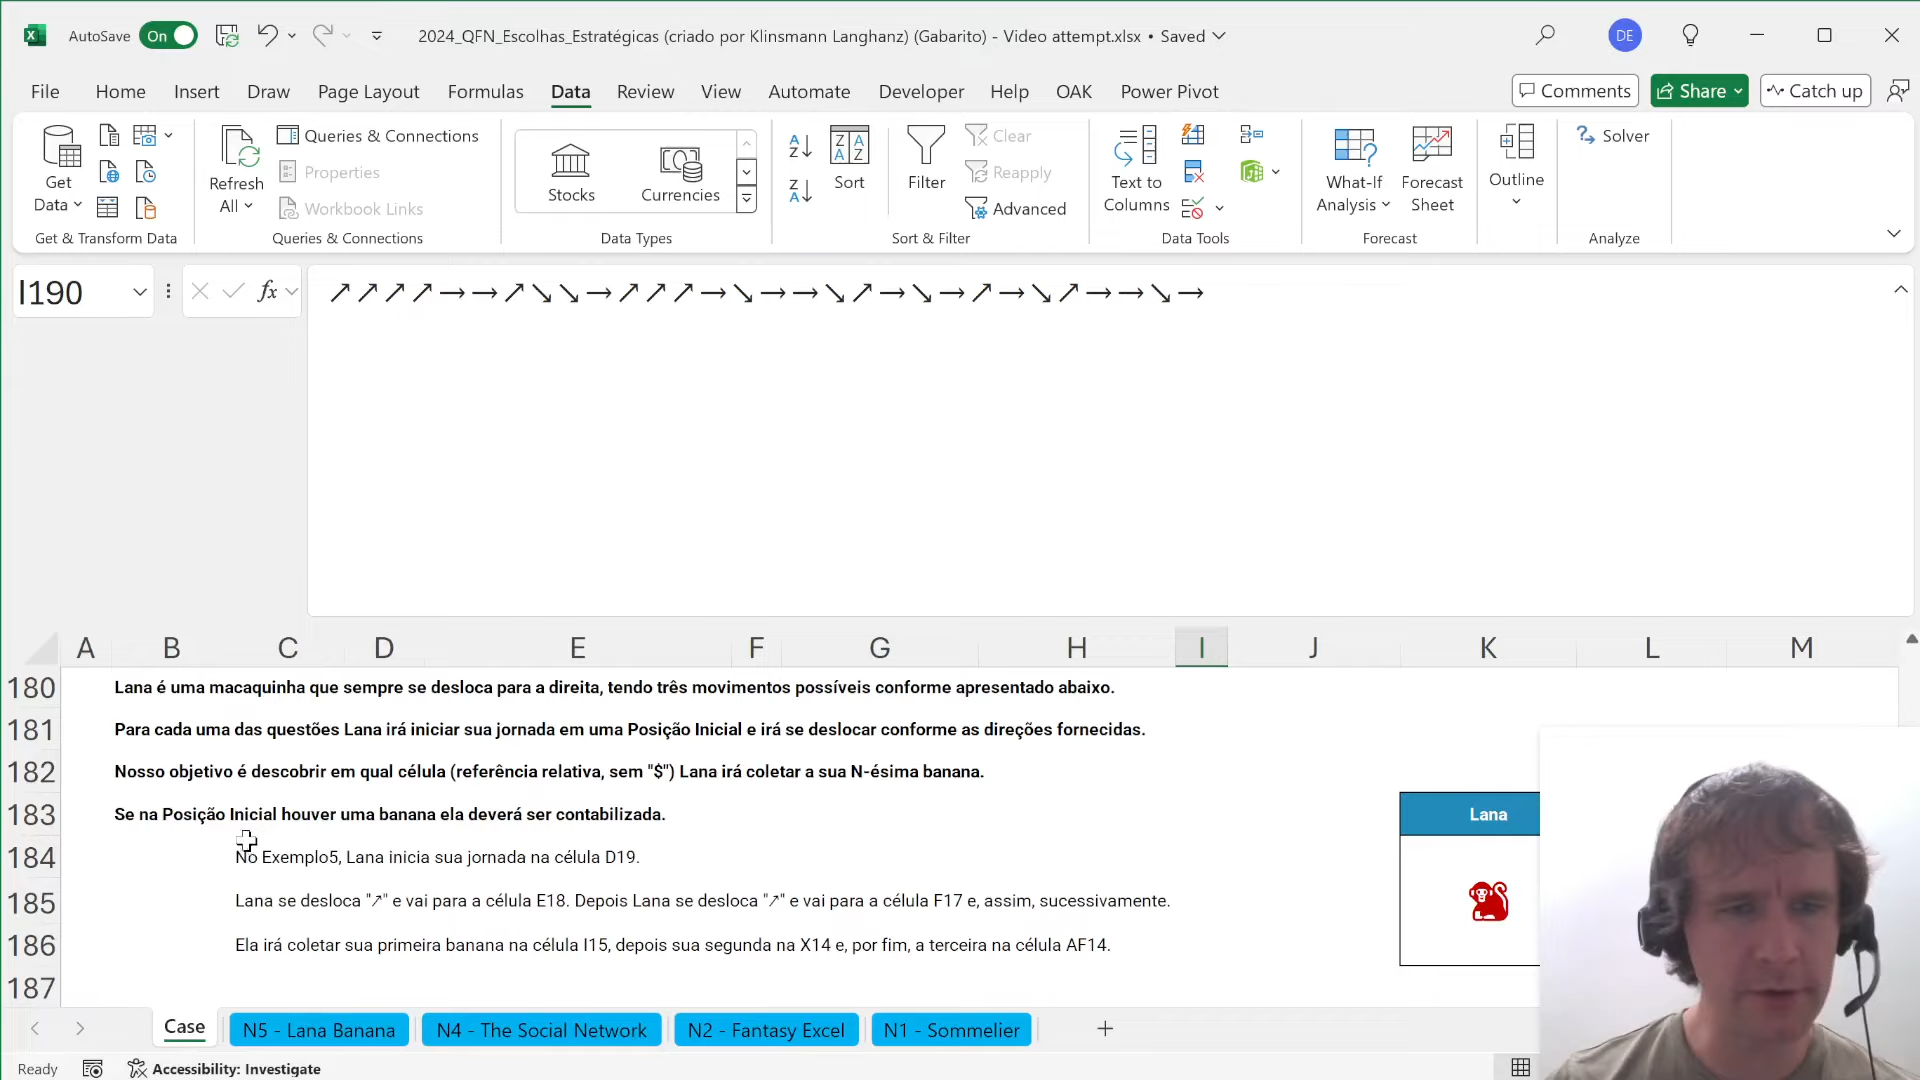 AutoSave On 2024_QFN_Escolhas_Estratégicas (criado por Klinsmann Langhanz) (Gabarito) - Video attempt.xlsx • Saved DE
File Home Insert Draw Page Layout Formulas Data Review View Automate Developer Help OAK Power Pivot Comments Share Catch up
Get Data
Refresh All
Queries & Connections
Properties
Workbook Links
Stocks
Currencies
Sort
Filter
Clear
Reapply
Advanced
Text to Columns
What-If Analysis
Forecast Sheet
Outline
Solver
Get & Transform Data Queries & Connections Data Types Sort & Filter Data Tools Forecast Analyze
I190 fx ↗↗↗↗→→↗↘↘→↗↗↗→↘→→↘↗→↘→↗→↘↗→→↘→
A B C D E F G H I J K L M
180 Lana é uma macaquinha que sempre se desloca para a direita, tendo três movimentos possíveis conforme apresentado abaixo.
181 Para cada uma das questões Lana irá iniciar sua jornada em uma Posição Inicial e irá se deslocar conforme as direções fornecidas.
182 Nosso objetivo é descobrir em qual célula (referência relativa, sem "$") Lana irá coletar a sua N-ésima banana.
183 Se na Posição Inicial houver uma banana ela deverá ser contabilizada. Lana
184 No Exemplo5, Lana inicia sua jornada na célula D19.
185 Lana se desloca "↗" e vai para a célula E18. Depois Lana se desloca "↗" e vai para a célula F17 e, assim, sucessivamente.
186 Ela irá coletar sua primeira banana na célula I15, depois sua segunda na X14 e, por fim, a terceira na célula AF14.
187
Case N5 - Lana Banana N4 - The Social Network N2 - Fantasy Excel N1 - Sommelier
Ready Accessibility: Investigate